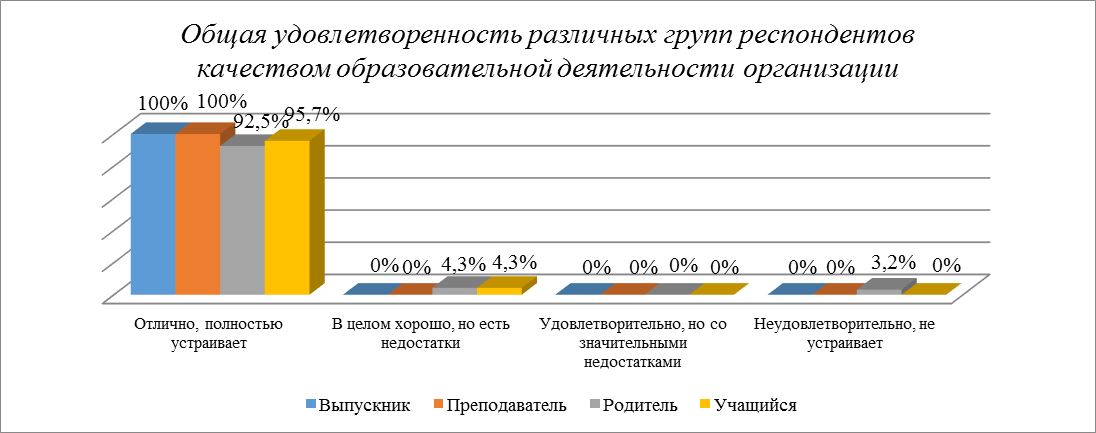 Общая удовлетворенность различных групп респондентов
качеством образовательной деятельности организации
100% 100% 92,5% 95,7%
0% 0% 4,3% 4,3% 0% 0% 0% 0% 0% 0% 3,2% 0%
Отлично, полностью
устраивает
В целом хорошо, но есть
недостатки
Удовлетворительно, но со
значительными
недостатками
Неудовлетворительно, не
устраивает
Выпускник Преподаватель Родитель Учащийся